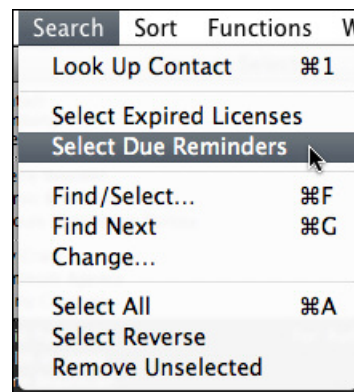 Search Sort Functions
Look Up Contact ⌘1
Select Expired Licenses
Select Due Reminders
Find/Select... ⌘F
Find Next ⌘G
Change...
Select All ⌘A
Select Reverse
Remove Unselected